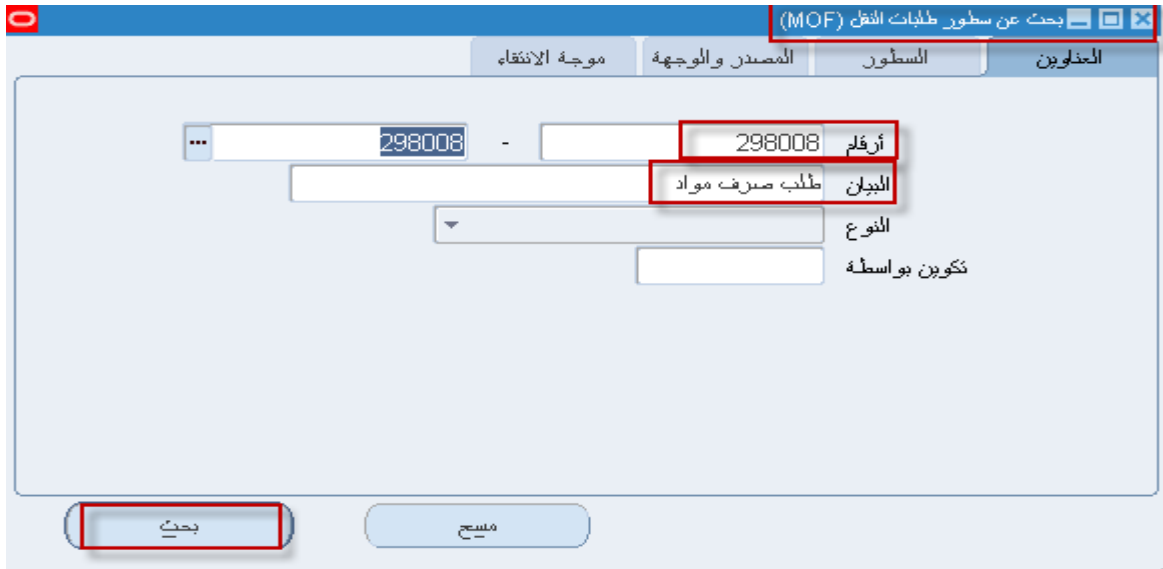 بحث عن سطور طلبات النقل (MOF)
العناوين السطور المصدر والوجهة موجة الانتقاء
أرقام 298008 - 298008 ...
البيان طلب صرف مواد
النوع
تكوين بواسطة
مسح بحث